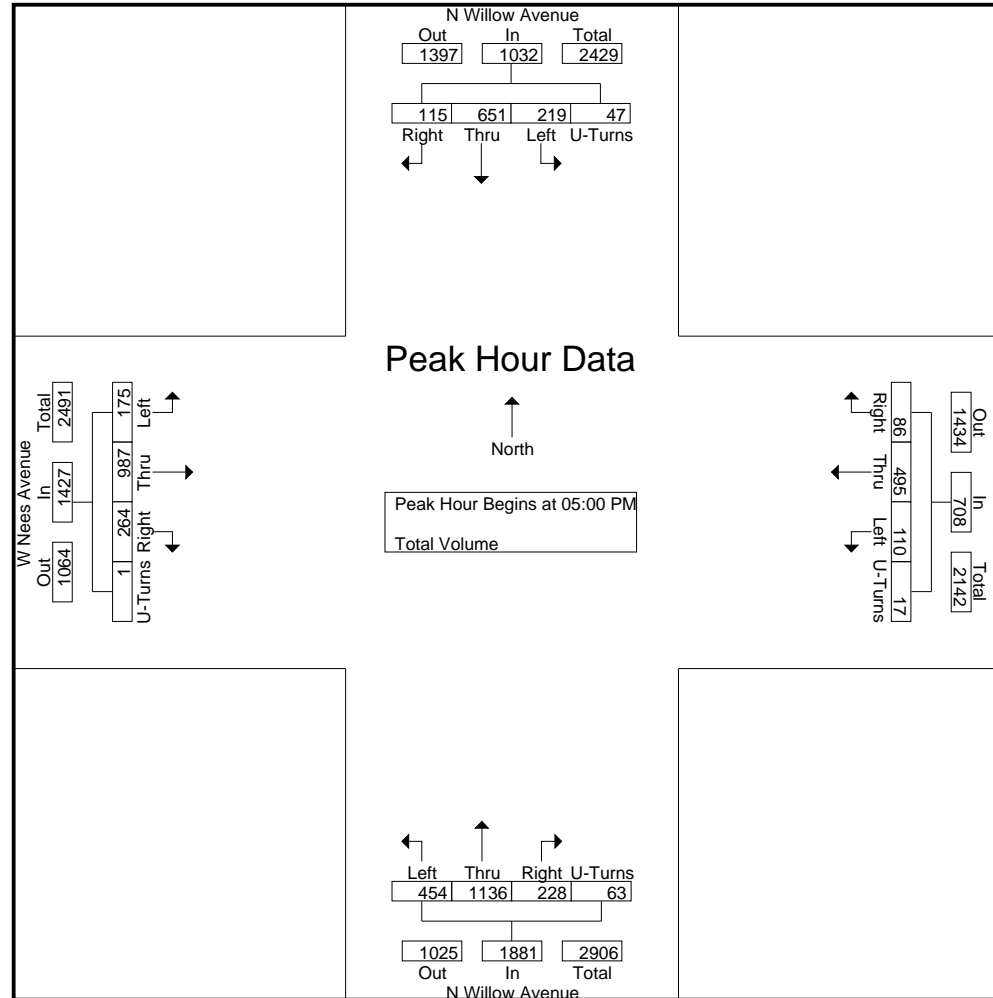 N Willow Avenue
Out In Total
1397 1032 2429
115 651 219 47
Right Thru Left U-Turns
Peak Hour Data
North
Peak Hour Begins at 05:00 PM
Total Volume
W Nees Avenue
Total In Out
2491 1427 1064
175 987 264 1
Left Thru Right U-Turns
Right Thru Left U-Turns
86 495 110 17
Out In Total
1434 708 2142
Left Thru Right U-Turns
454 1136 228 63
1025 1881 2906
Out In Total
N Willow Avenue